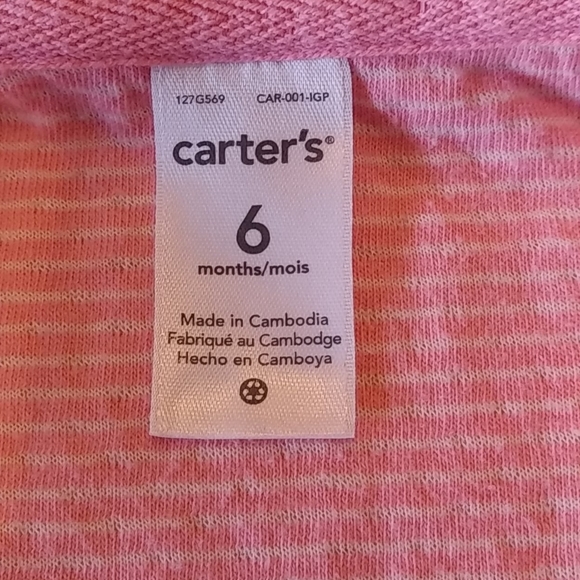 127G569 CAR-001-IGP
carter's®
6
months/mois
Made in Cambodia
Fabriqué au Cambodge
Hecho en Camboya